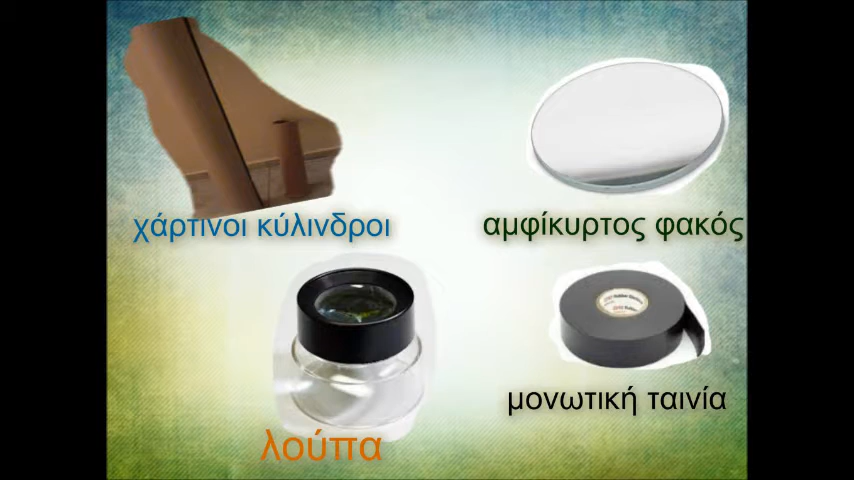 χάρτινοι κύλινδροι
αμφίκυρτος φακός
λούπα
μονωτική ταινία